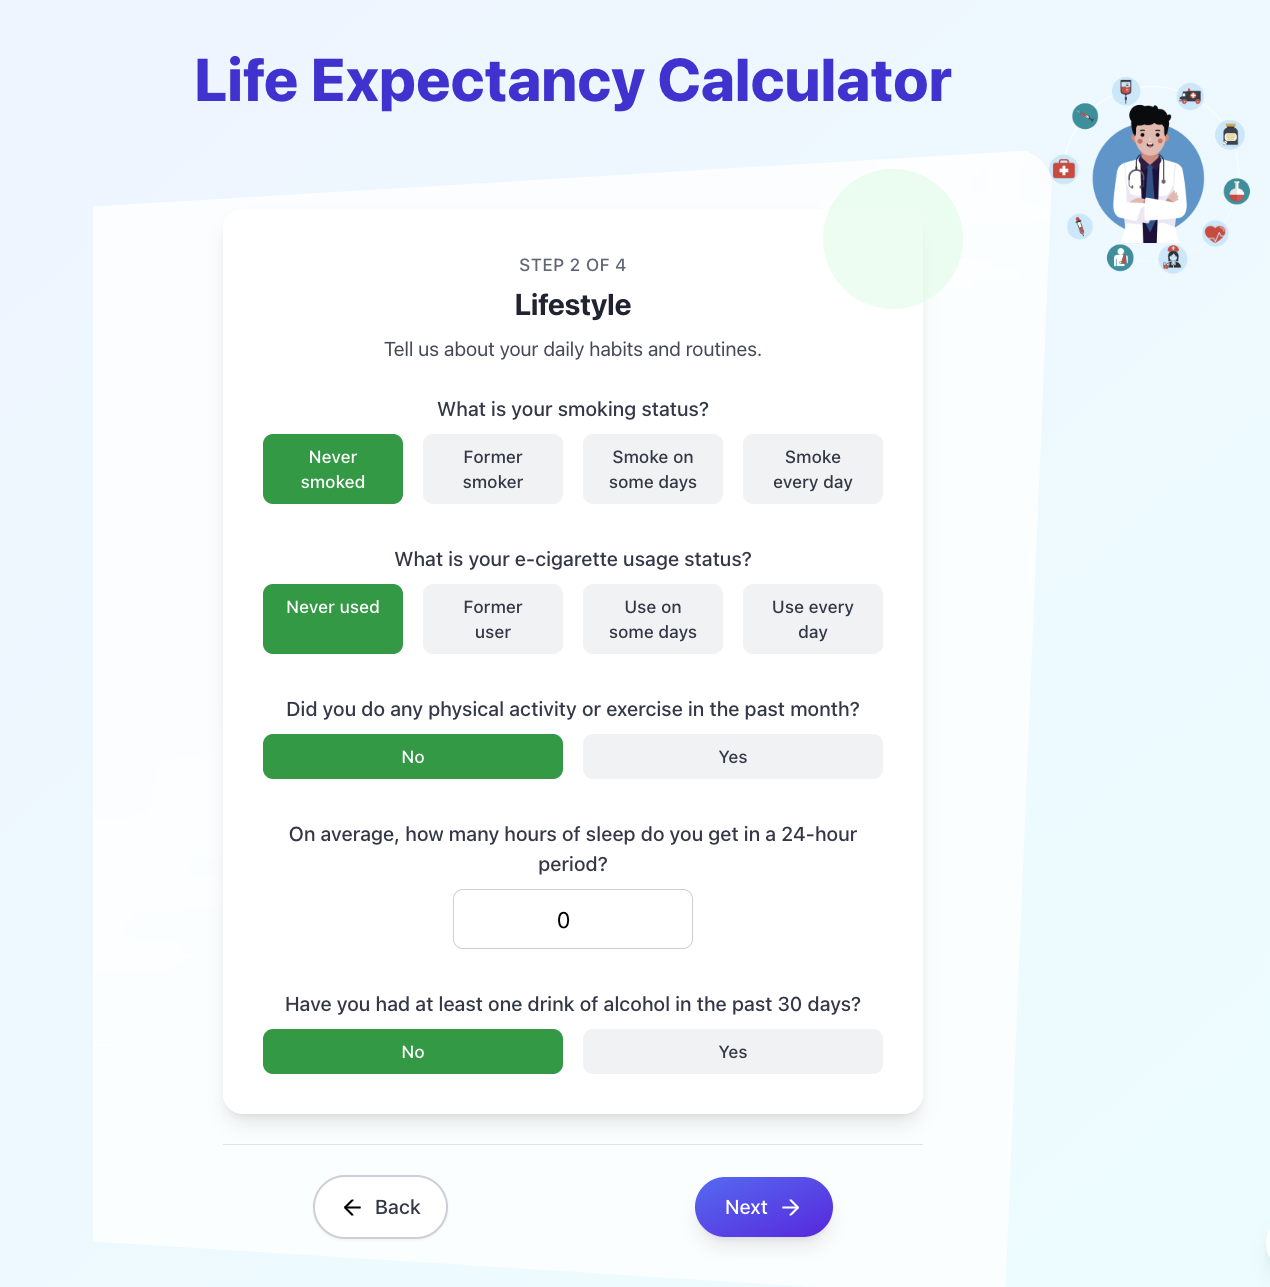 Life Expectancy Calculator
STEP 2 OF 4
Lifestyle
Tell us about your daily habits and routines.
What is your smoking status?
Never
smoked
Former
smoker
Smoke on
some days
Smoke
every day
What is your e-cigarette usage status?
Never used
Former
user
Use on
some days
Use every
day
Did you do any physical activity or exercise in the past month?
No
Yes
On average, how many hours of sleep do you get in a 24-hour
period?
0
Have you had at least one drink of alcohol in the past 30 days?
No
Yes
Back
Next